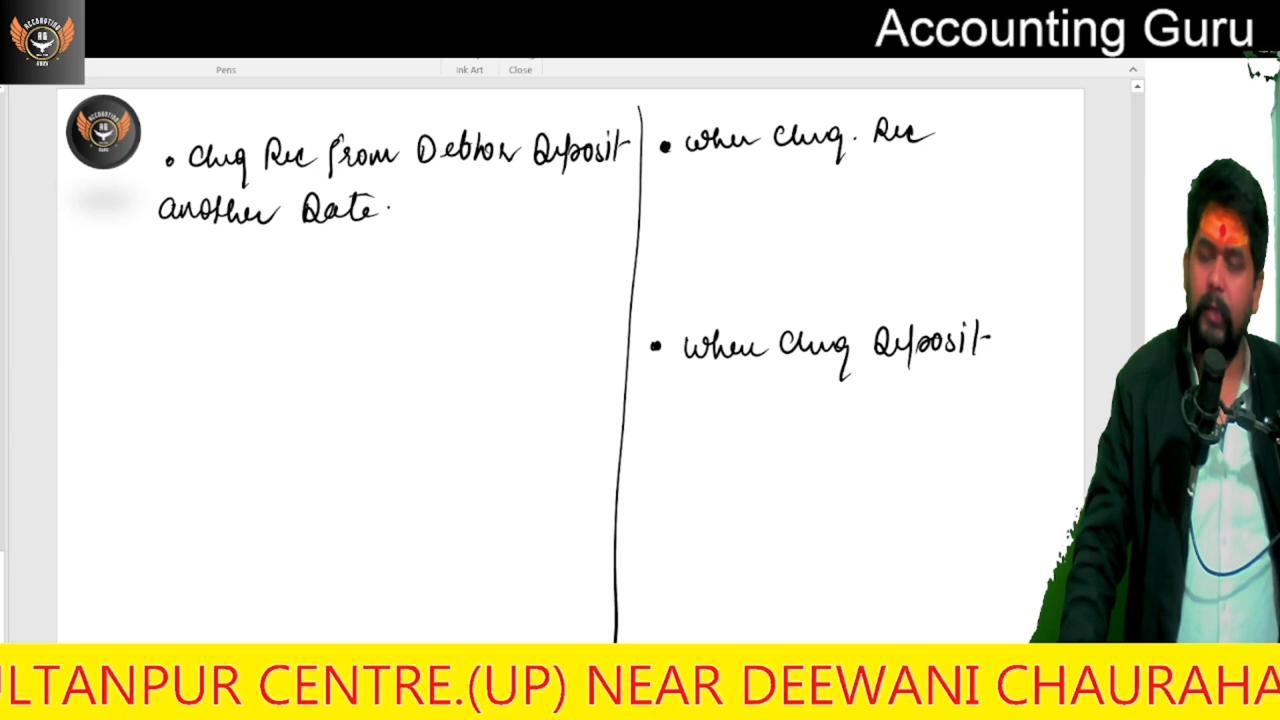 Accounting Guru
Pens
Ink Art
Close
• Chq Rec from Debtor Deposit
another Date.
• when Chq. Rec
• when Chq Deposit
LTANPUR CENTRE.(UP) NEAR DEEWANI CHAURAHA